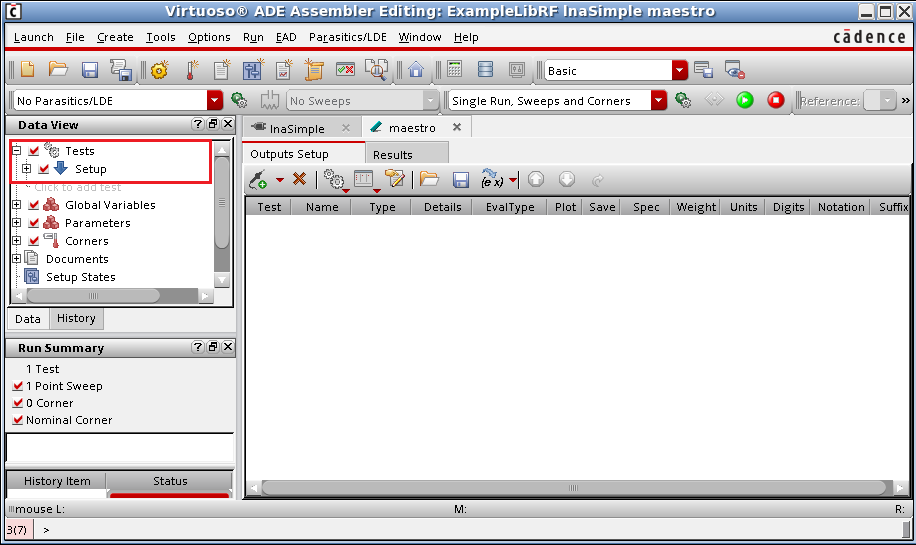 Virtuoso® ADE Assembler Editing: ExampleLibRF lnaSimple maestro
Launch File Create Tools Options Run EAD Parasitics/LDE Window Help cādence
Basic
No Parasitics/LDE No Sweeps Single Run, Sweeps and Corners Reference: »
Data View ?
lnaSimple maestro
Tests
Setup
Click to add test
Global Variables
Parameters
Corners
Documents
Setup States
Data History
Outputs Setup Results
(e x)
Test Name Type Details EvalType Plot Save Spec Weight Units Digits Notation Suffix
Run Summary ?
1 Test
1 Point Sweep
0 Corner
Nominal Corner
History Item Status
mouse L: M: R:
3(7) >